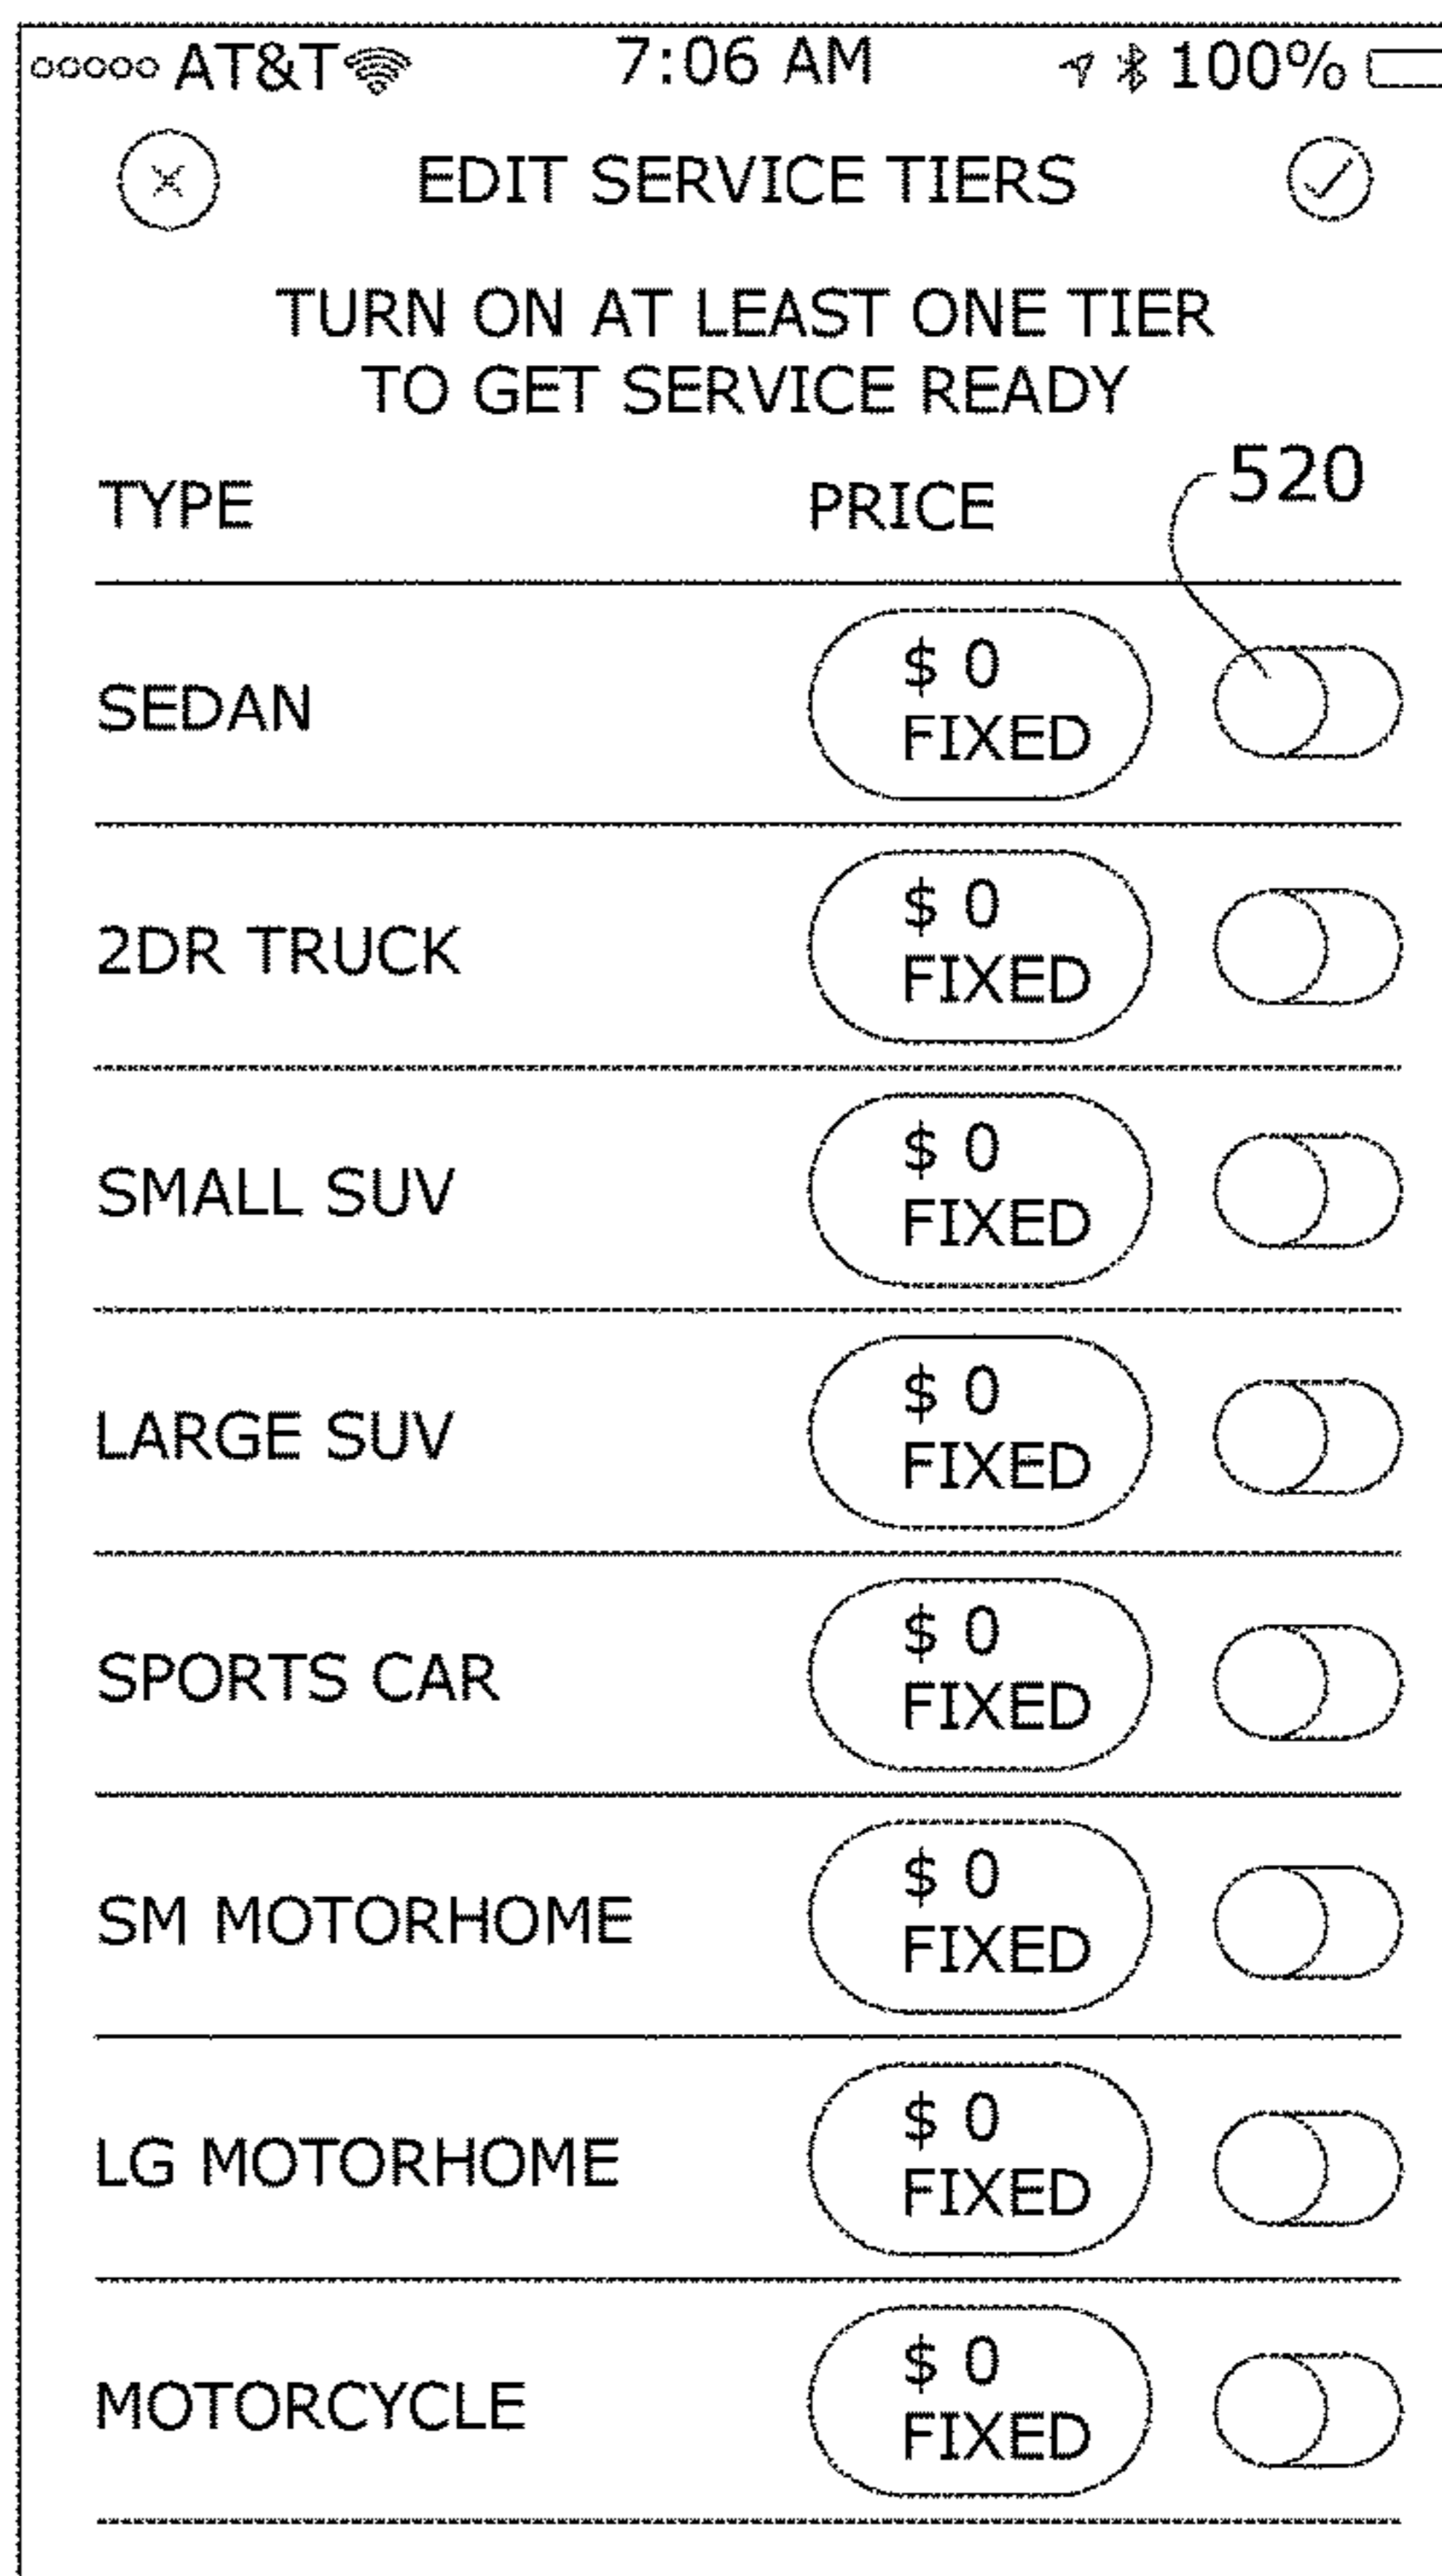 AT&T 7:06 AM 100%
EDIT SERVICE TIERS
TURN ON AT LEAST ONE TIER
TO GET SERVICE READY
520
TYPE PRICE
SEDAN $ 0 FIXED
2DR TRUCK $ 0 FIXED
SMALL SUV $ 0 FIXED
LARGE SUV $ 0 FIXED
SPORTS CAR $ 0 FIXED
SM MOTORHOME $ 0 FIXED
LG MOTORHOME $ 0 FIXED
MOTORCYCLE $ 0 FIXED